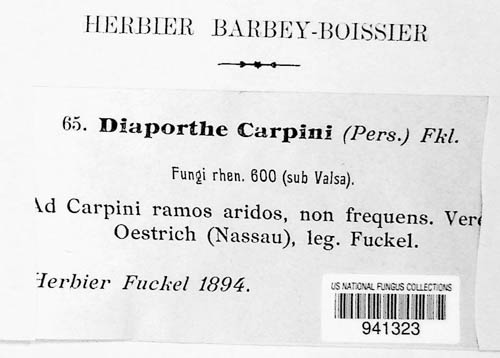 HERBIER BARBEY-BOISSIER
65. Diaporthe Carpini (Pers.) Fkl.
Fungi rhen. 600 (sub Valsa).
Ad Carpini ramos aridos, non frequens. Vere
Oestrich (Nassau), leg. Fuckel.
Herbier Fuckel 1894.
US NATIONAL FUNGUS COLLECTIONS
941323